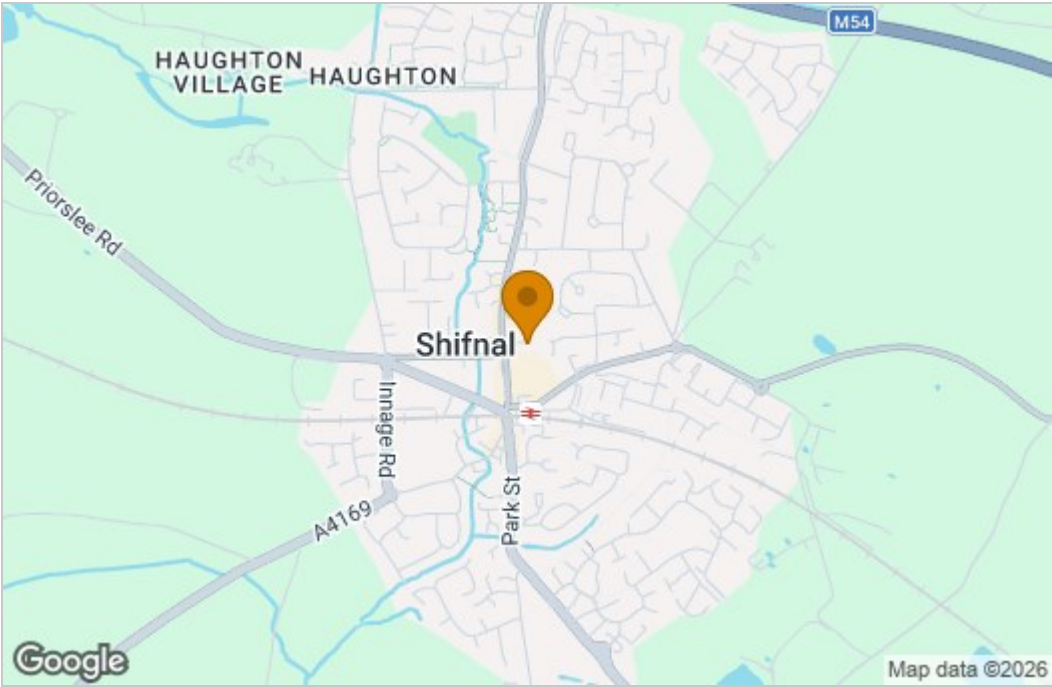 M54
HAUGHTON
VILLAGE
HAUGHTON
Priorslee Rd
Shifnal
Innage Rd
Park St
A4169
Google
Map data ©2026